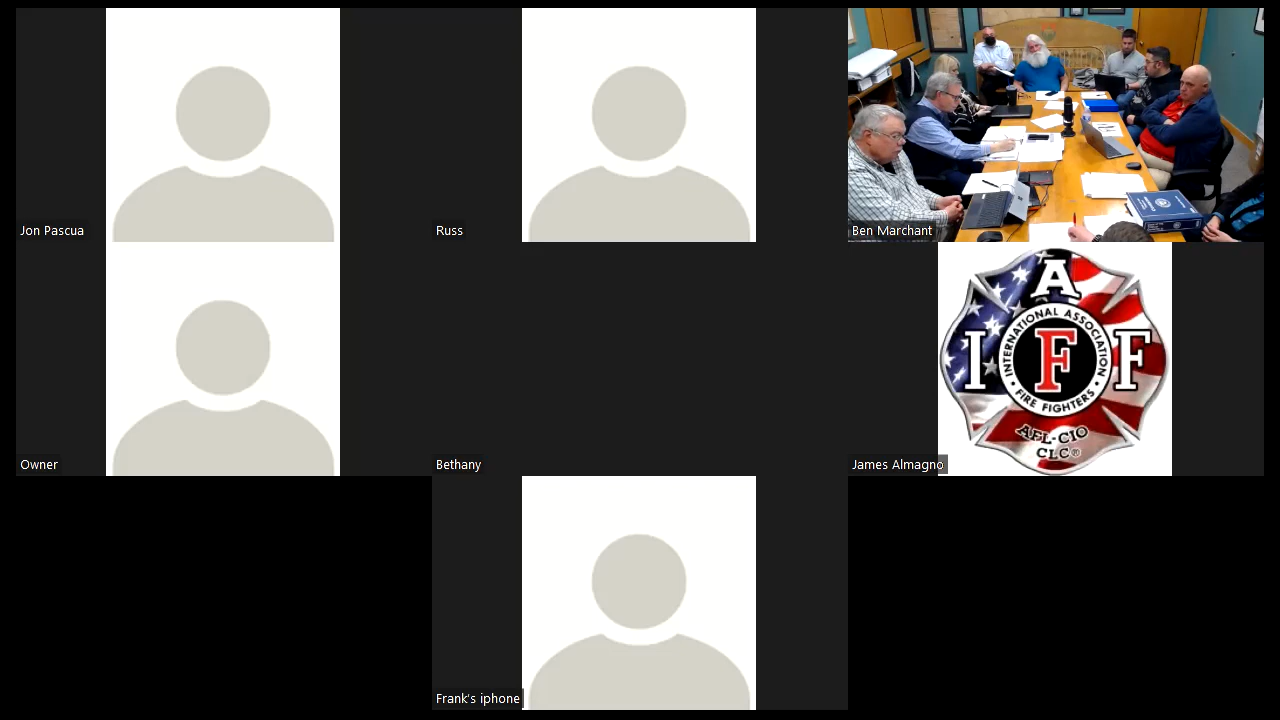 Jon Pascua
Russ
Ben Marchant
Owner
Bethany
James Almagno
INTERNATIONAL ASSOCIATION
I A F F
F
FIRE FIGHTERS
AFL-CIO
CLC®
Frank's iphone